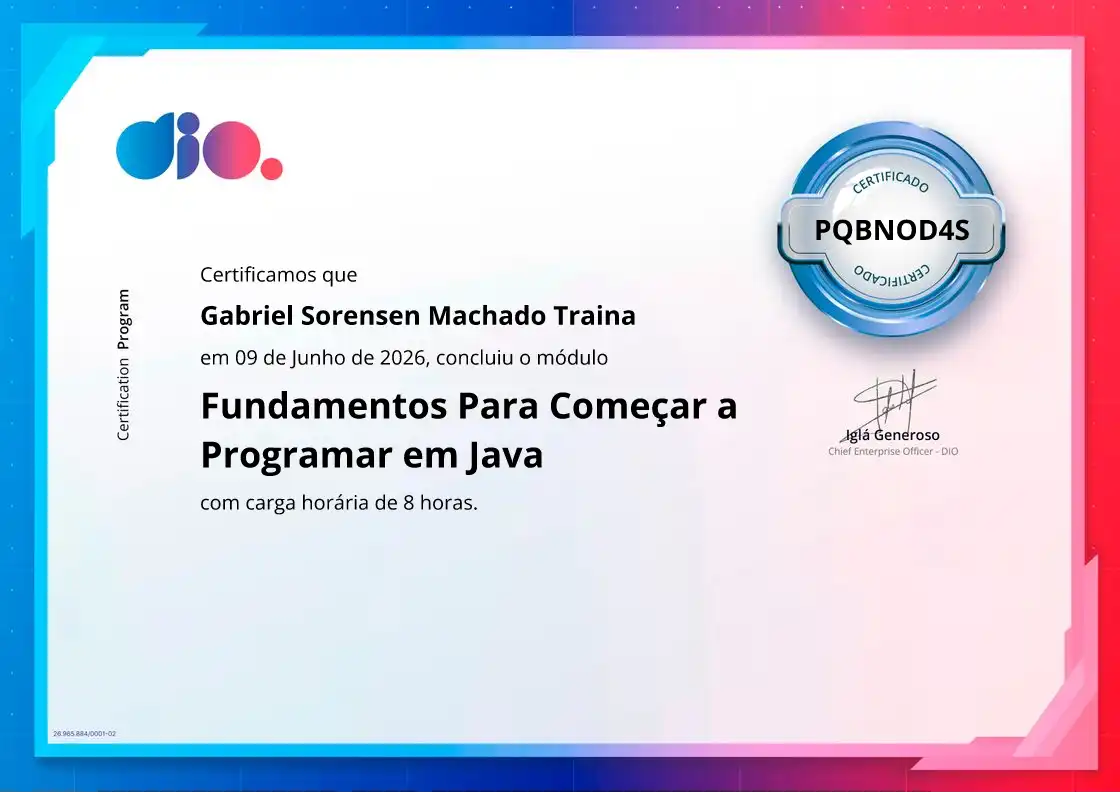 dio.
CERTIFICADO
PQBNOD4S
CERTIFICADO
Certificamos que
Gabriel Sorensen Machado Traina
em 09 de Junho de 2026, concluiu o módulo
Fundamentos Para Começar a
Programar em Java
com carga horária de 8 horas.
Certification Program
Iglá Generoso
Chief Enterprise Officer - DIO
26.965.884/0001-02